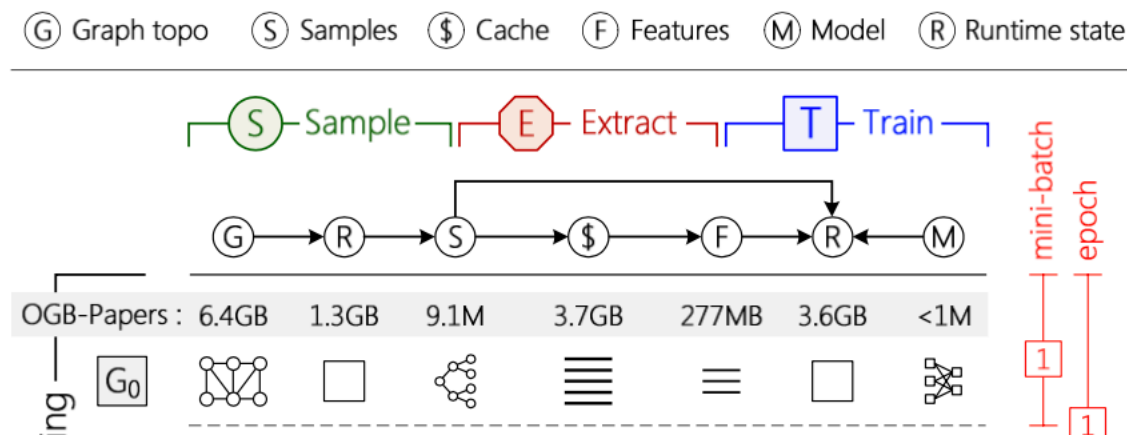 G Graph topo S Samples $ Cache F Features M Model R Runtime state
S Sample E Extract T Train
mini-batch
epoch
G R S $ F R M
OGB-Papers : 6.4GB 1.3GB 9.1M 3.7GB 277MB 3.6GB <1M
G0
1
1
ing